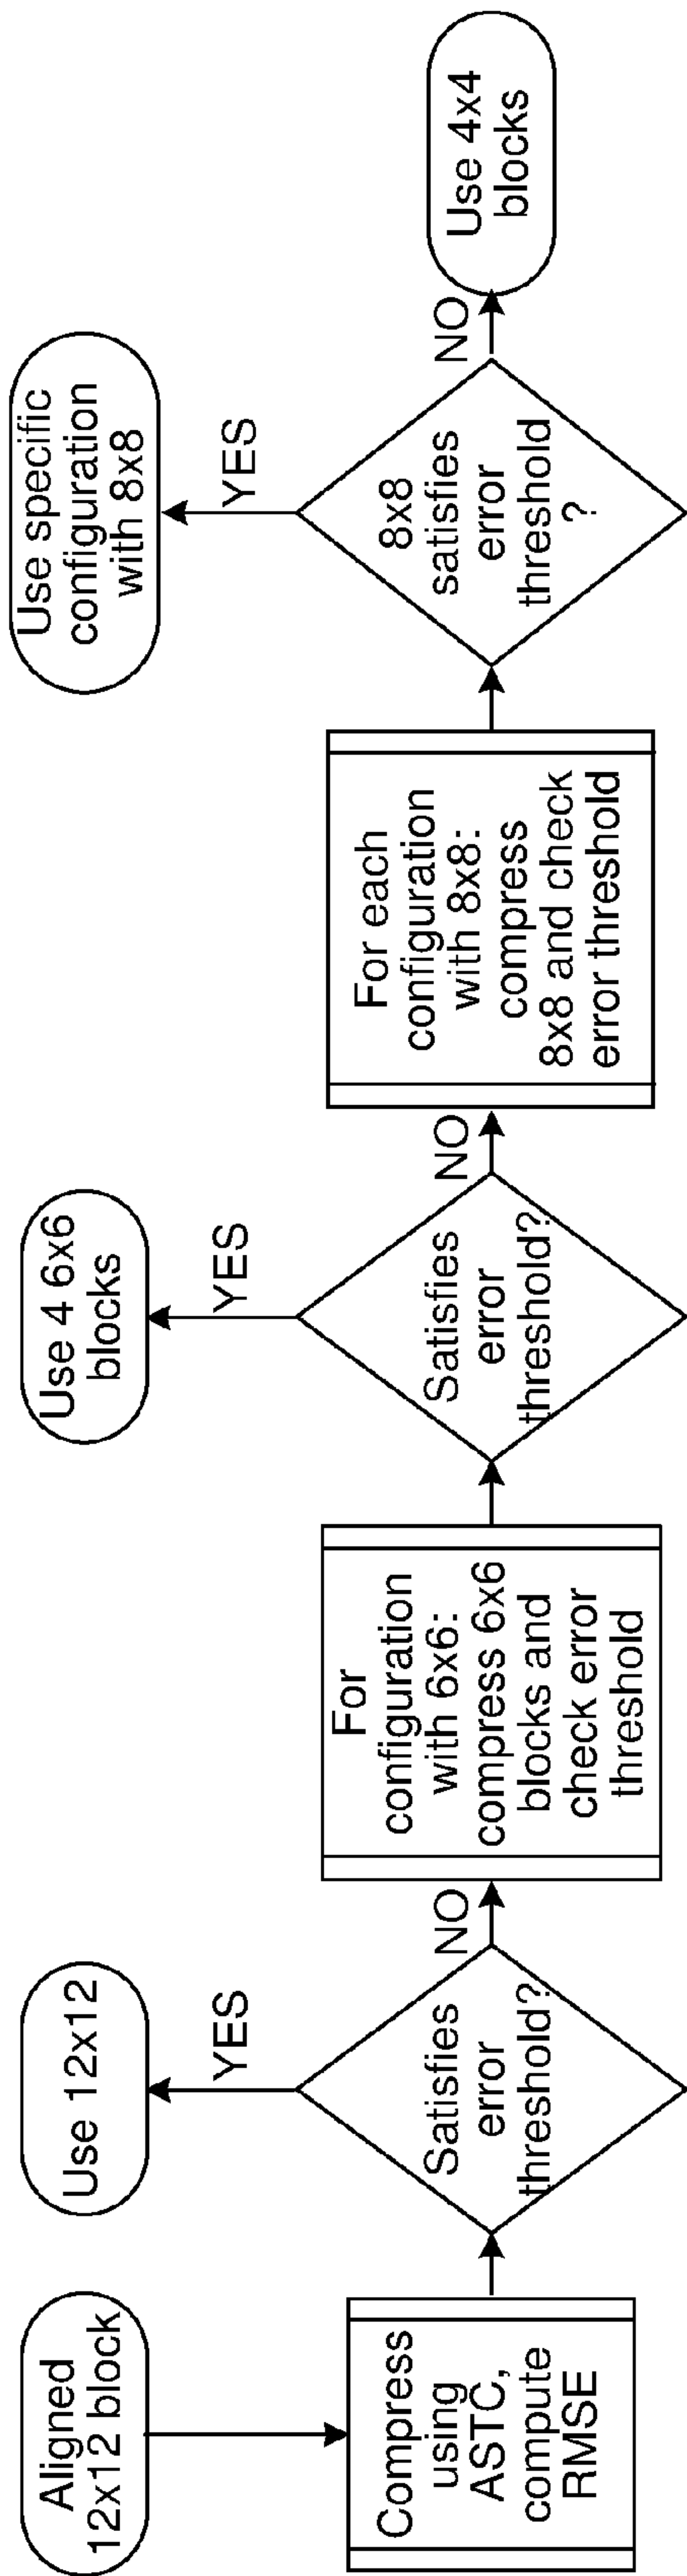 Aligned
12x12 block
Compress
using
ASTC,
compute
RMSE
Satisfies
error
threshold?
YES
Use 12x12
NO
For
configuration
with 6x6:
compress 6x6
blocks and
check error
threshold
Satisfies
error
threshold?
YES
Use 4 6x6
blocks
NO
For each
configuration
with 8x8:
compress
8x8 and check
error threshold
8x8
satisfies
error
threshold
?
YES
Use specific
configuration
with 8x8
NO
Use 4x4
blocks